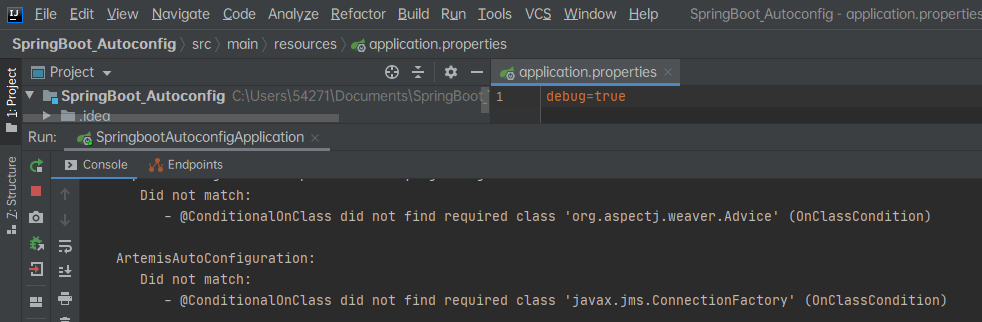 File Edit View Navigate Code Analyze Refactor Build Run Tools VCS Window Help SpringBoot_Autoconfig - application.properties
SpringBoot_Autoconfig src main resources application.properties
Project
application.properties
1: Project
SpringBoot_Autoconfig C:\Users\54271\Documents\SpringBoot_
.idea
1 debug=true
Run: SpringbootAutoconfigApplication
Console Endpoints
Z: Structure
Did not match:
- @ConditionalOnClass did not find required class 'org.aspectj.weaver.Advice' (OnClassCondition)
ArtemisAutoConfiguration:
Did not match:
- @ConditionalOnClass did not find required class 'javax.jms.ConnectionFactory' (OnClassCondition)